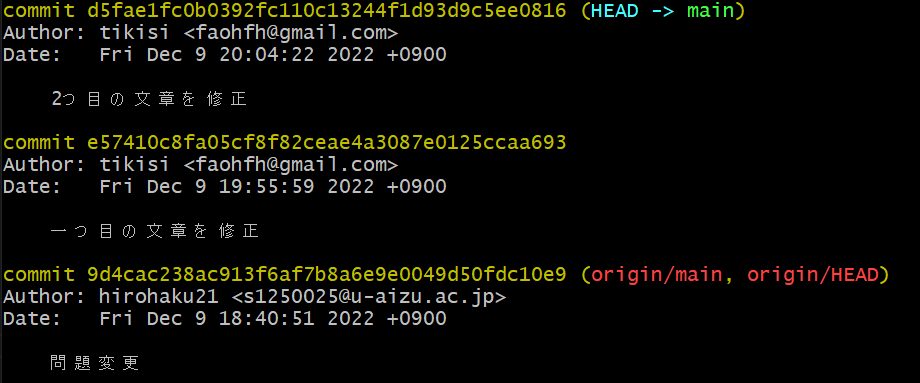 commit d5fae1fc0b0392fc110c13244f1d93d9c5ee0816 (HEAD -> main)
Author: tikisi <faohfh@gmail.com>
Date:   Fri Dec 9 20:04:22 2022 +0900
2つ目の文章を修正
commit e57410c8fa05cf8f82ceae4a3087e0125ccaa693
Author: tikisi <faohfh@gmail.com>
Date:   Fri Dec 9 19:55:59 2022 +0900
一つ目の文章を修正
commit 9d4cac238ac913f6af7b8a6e9e0049d50fdc10e9 (origin/main, origin/HEAD)
Author: hirohaku21 <s1250025@u-aizu.ac.jp>
Date:   Fri Dec 9 18:40:51 2022 +0900
問題変更